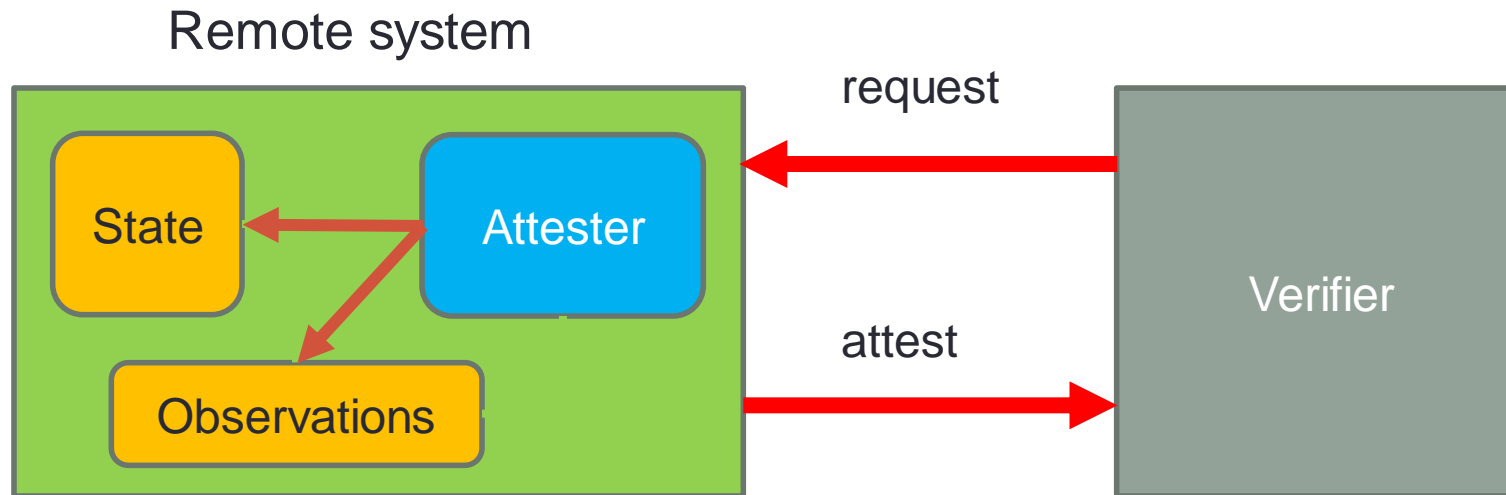 Remote system
request
State
Attester
Verifier
attest
Observations